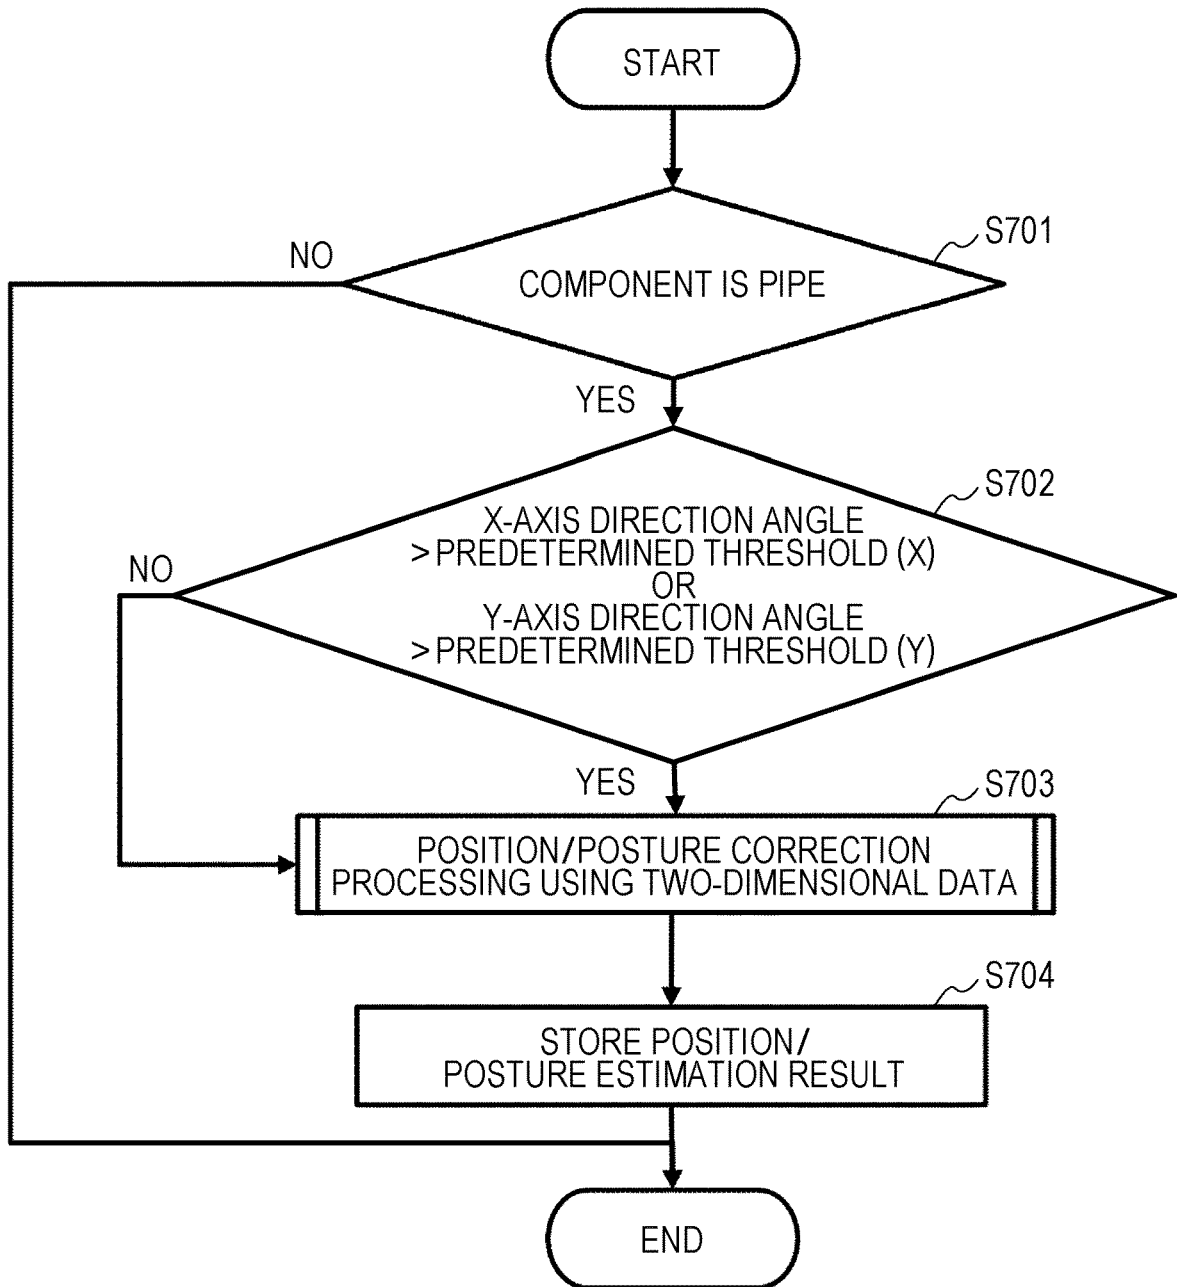 START
S701
NO
COMPONENT IS PIPE
YES
S702
X-AXIS DIRECTION ANGLE
> PREDETERMINED THRESHOLD (X)
OR
Y-AXIS DIRECTION ANGLE
> PREDETERMINED THRESHOLD (Y)
NO
YES
S703
POSITION/POSTURE CORRECTION
PROCESSING USING TWO-DIMENSIONAL DATA
S704
STORE POSITION/
POSTURE ESTIMATION RESULT
END